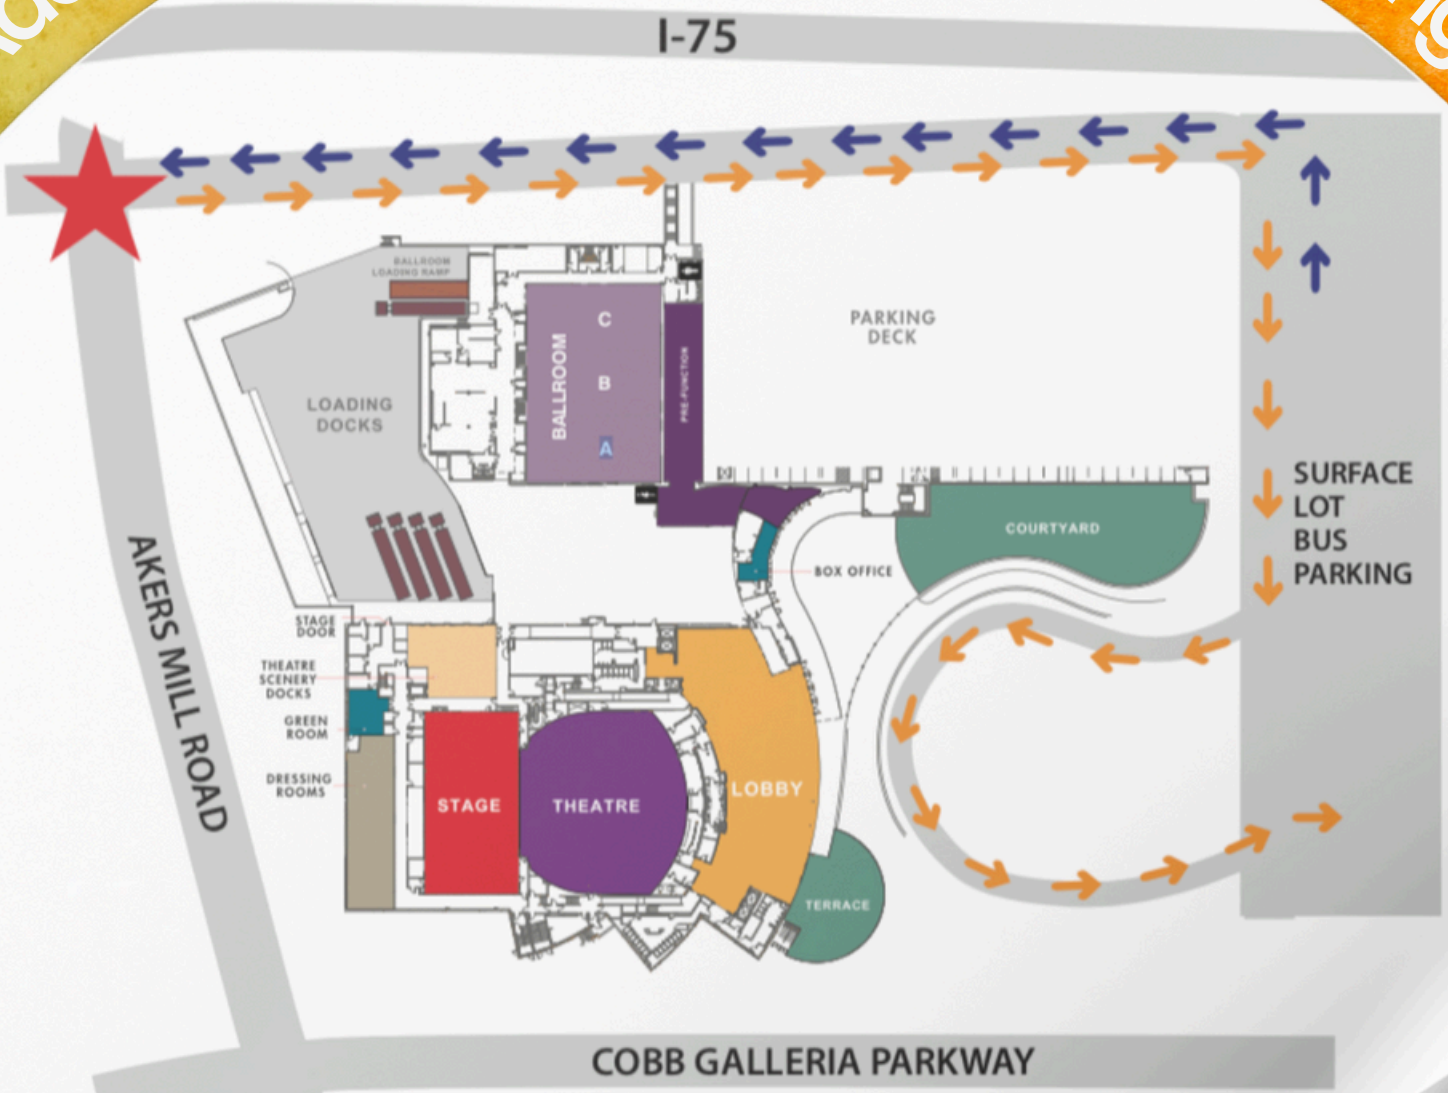 I-75
BALLROOM
LOADING RAMP
C
B
A
BALLROOM
PRE-FUNCTION
PARKING
DECK
LOADING
DOCKS
SURFACE
LOT
BUS
PARKING
COURTYARD
BOX OFFICE
AKERS MILL ROAD
STAGE
DOOR
THEATRE
SCENERY
DOCKS
GREEN
ROOM
DRESSING
ROOMS
STAGE
THEATRE
LOBBY
TERRACE
COBB GALLERIA PARKWAY